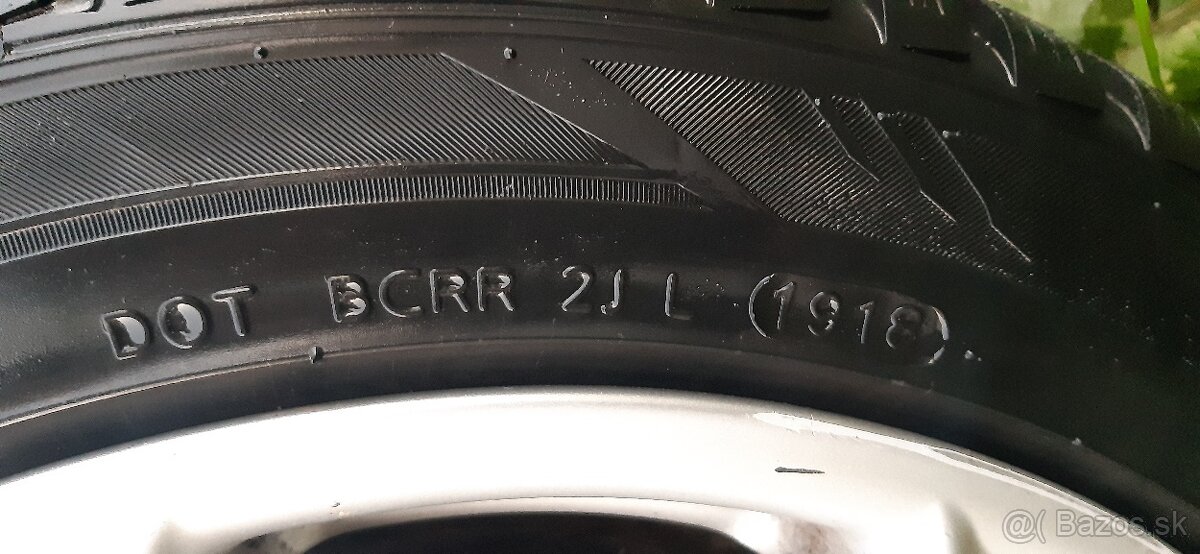 DOT BCRR 2J L (1918)
@( Bazos.sk